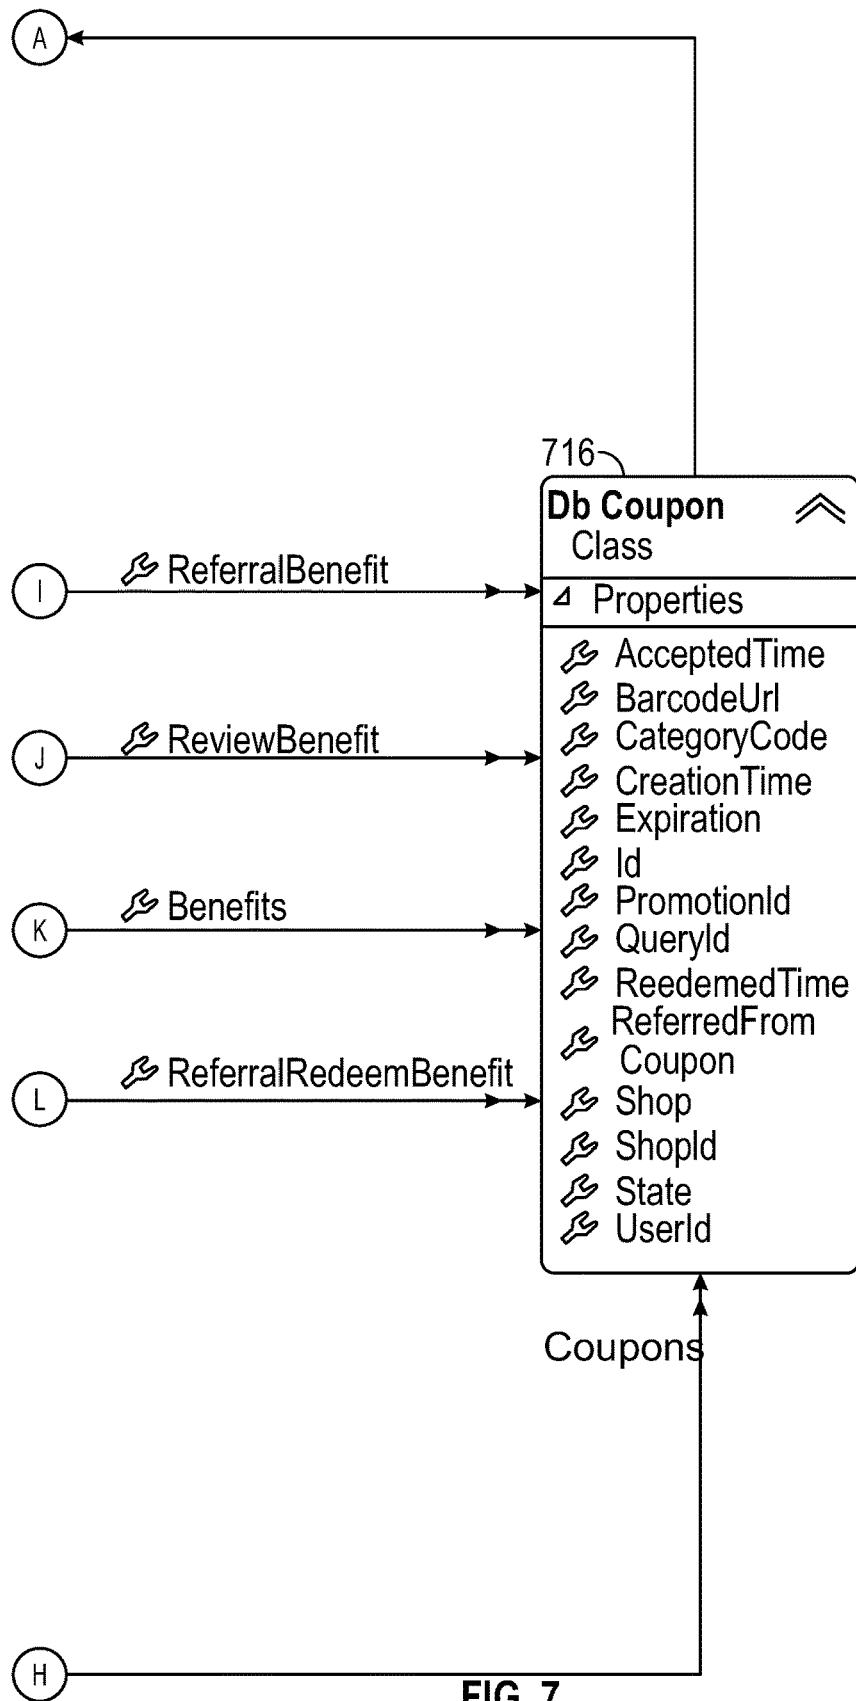 A
716
Db Coupon
Class
I
ReferralBenefit
Properties
AcceptedTime
BarcodeUrl
J
ReviewBenefit
CategoryCode
CreationTime
Expiration
Id
K
Benefits
PromotionId
QueryId
ReedemedTime
ReferredFrom
Coupon
L
ReferralRedeemBenefit
Shop
ShopId
State
UserId
Coupons
H
FIG. 7